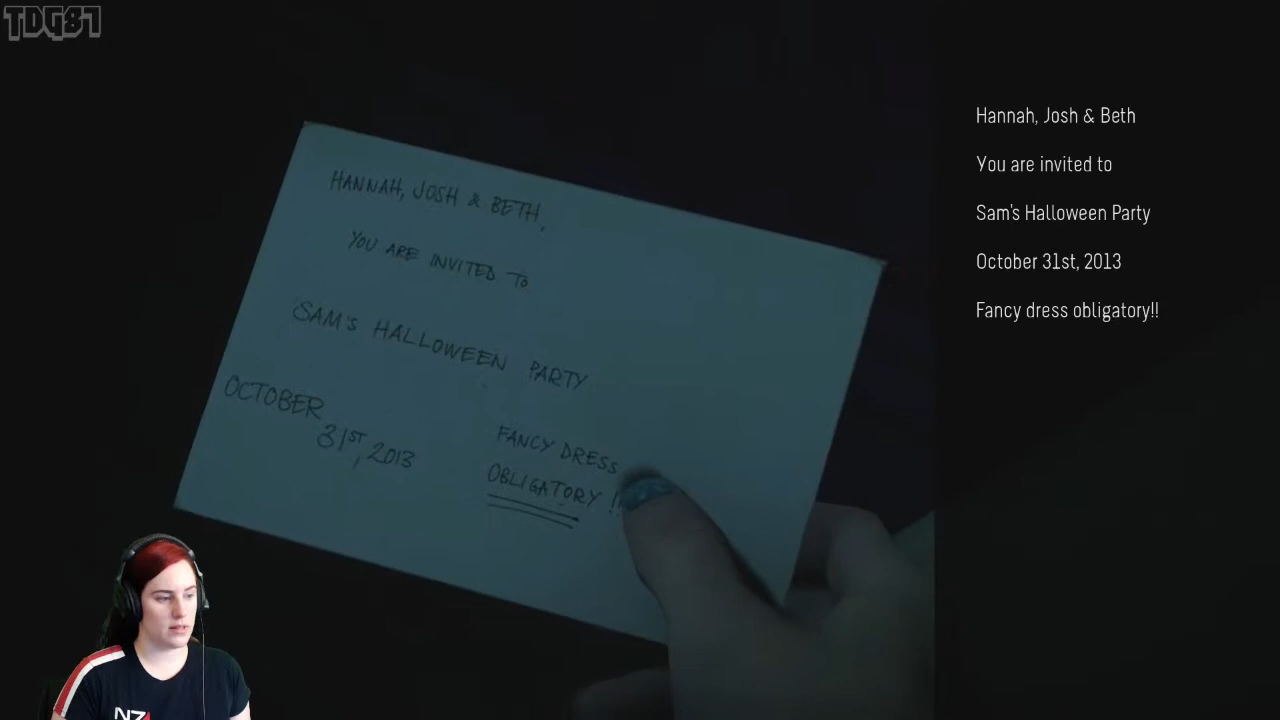 TDG87
HANNAH, JOSH & BETH,
YOU ARE INVITED TO
SAM'S HALLOWEEN PARTY
OCTOBER
31ST, 2013
FANCY DRESS
OBLIGATORY !!
Hannah, Josh & Beth
You are invited to
Sam's Halloween Party
October 31st, 2013
Fancy dress obligatory!!
N7